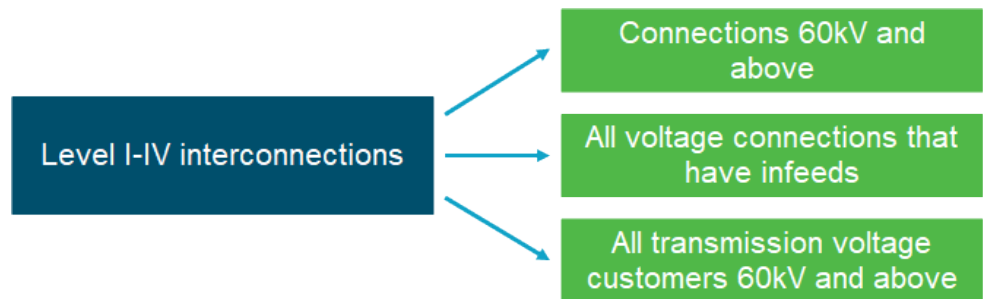 Connections 60kV and
above
Level I-IV interconnections
All voltage connections that
have infeeds
All transmission voltage
customers 60kV and above